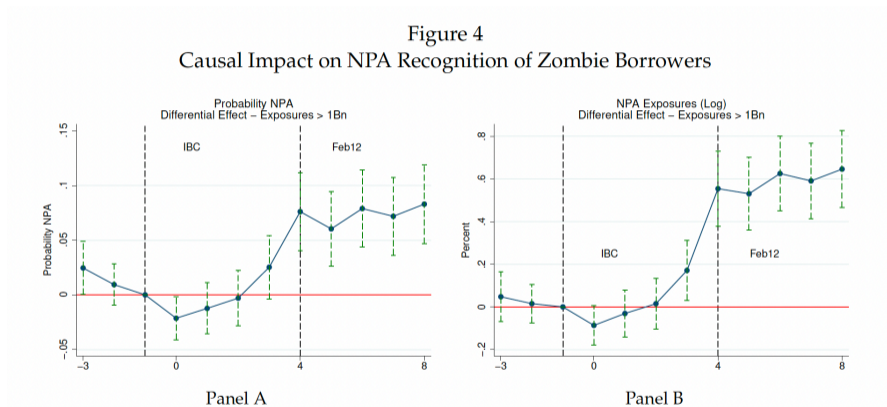 Figure 4
Causal Impact on NPA Recognition of Zombie Borrowers
Probability NPA
Differential Effect – Exposures > 1Bn
IBC
Feb12
Probability NPA
.15
.1
.05
0
-.05
-3
0
4
8
Panel A
NPA Exposures (Log)
Differential Effect – Exposures > 1Bn
IBC
Feb12
Percent
.8
.6
.4
.2
0
-.2
-3
0
4
8
Panel B